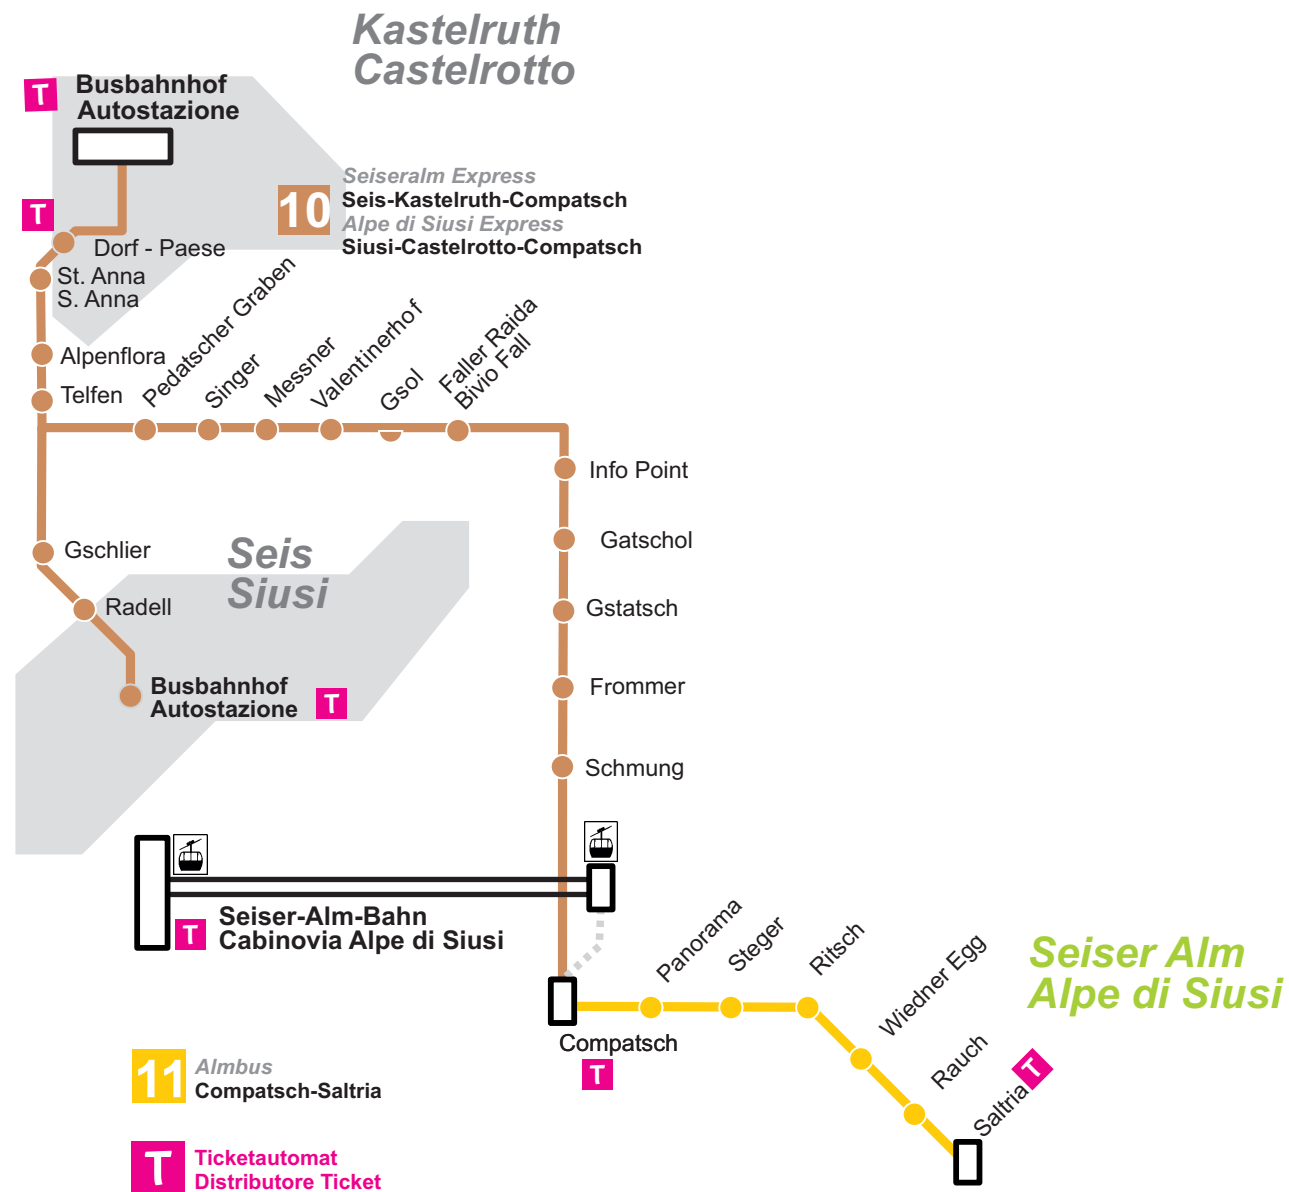 Kastelruth
Castelrotto
T
Busbahnhof
Autostazione
T
10
Seiseralm Express
Seis-Kastelruth-Compatsch
Alpe di Siusi Express
Siusi-Castelrotto-Compatsch
Dorf - Paese
St. Anna
S. Anna
Alpenflora
Telfen
Pedatscher Graben
Singer
Messner
Valentinerhof
Gsol
Faller Raida
Bivio Fall
Info Point
Gatschol
Gstatsch
Frommer
Schmung
Gschlier
Radell
Seis
Siusi
Busbahnhof
Autostazione
T
T
Seiser-Alm-Bahn
Cabinovia Alpe di Siusi
Compatsch
T
Panorama
Steger
Ritsch
Wiedner Egg
Rauch
Saltria
T
Seiser Alm
Alpe di Siusi
11
Almbus
Compatsch-Saltria
T
Ticketautomat
Distributore Ticket